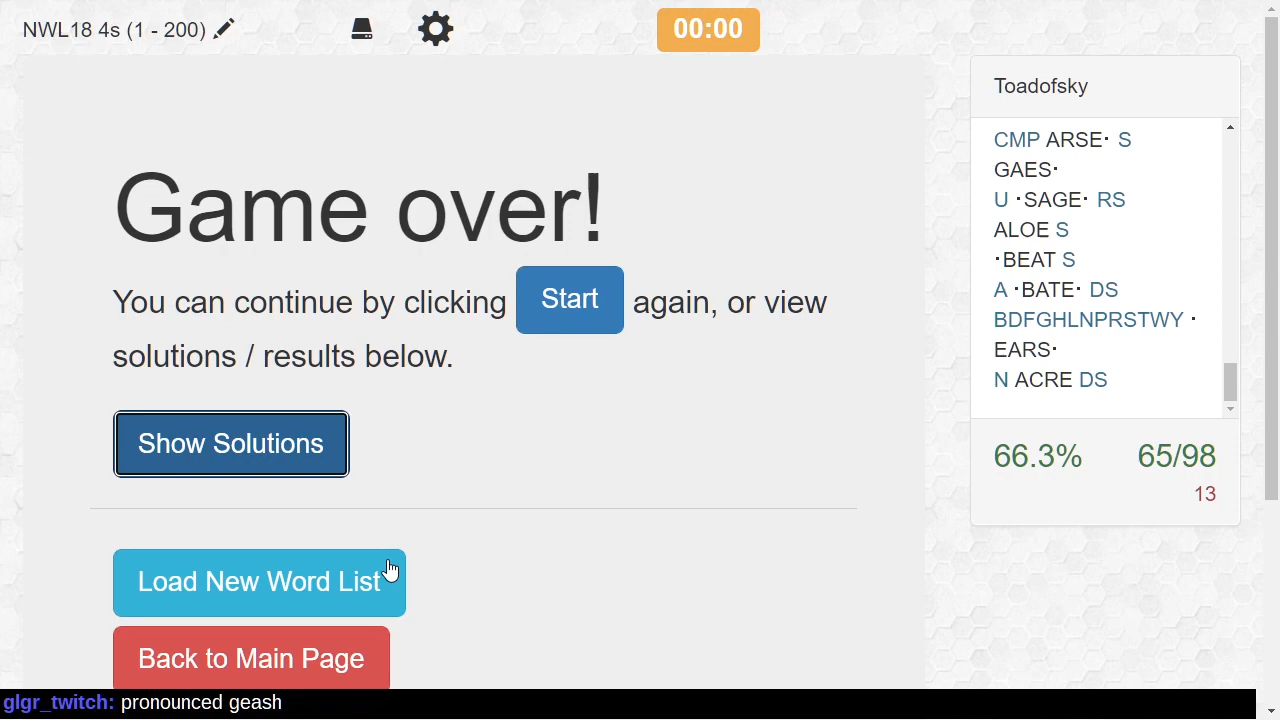 NWL18 4s (1 - 200)
00:00
Toadofsky
CMP ARSE· S
GAES·
U ·SAGE· RS
ALOE S
·BEAT S
A ·BATE· DS
BDFGHLNPRSTWY ·
EARS·
N ACRE DS
66.3% 65/98
13
Game over!
You can continue by clicking Start again, or view
solutions / results below.
Show Solutions
Load New Word List
Back to Main Page
glgr_twitch: pronounced geash